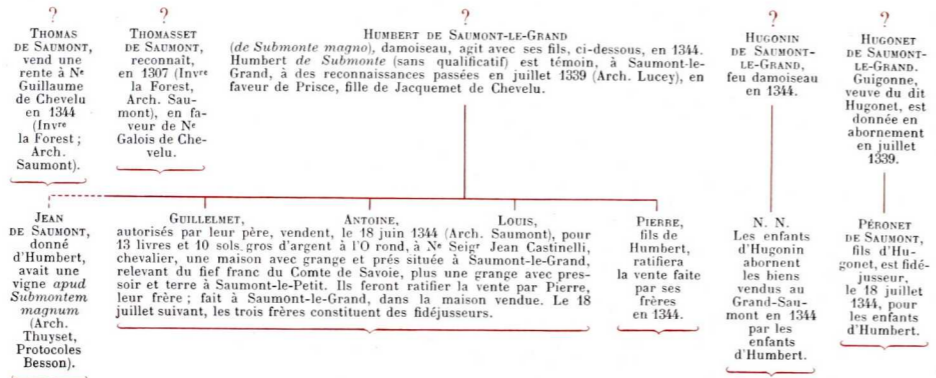 ?
THOMAS
DE SAUMONT,
vend une
rente à Nᵉ
Guillaume
de Chevelu
en 1344
(Invʳᵉ
la Forest ;
Arch.
Saumont).
?
THOMASSET
DE SAUMONT,
reconnaît,
en 1307 (Invʳᵉ
la Forest,
Arch. Sau-
mont), en fa-
veur de Nᵉ
Galois de Che-
velu.
?
HUMBERT DE SAUMONT-LE-GRAND
(de Submonte magno), damoiseau, agit avec ses fils, ci-dessous, en 1344.
Humbert de Submonte (sans qualificatif) est témoin, à Saumont-le-
Grand, à des reconnaissances passées en juillet 1339 (Arch. Lucey), en
faveur de Prisce, fille de Jacquemet de Chevelu.
?
HUGONIN
DE SAUMONT-
LE-GRAND,
feu damoiseau
en 1344.
?
HUGONET
DE SAUMONT-
LE-GRAND.
Guigonne,
veuve du dit
Hugonet, est
donnée en
abornement
en juillet
1339.
JEAN
DE SAUMONT,
donné
d'Humbert,
avait une
vigne apud
Submontem
magnum
(Arch.
Thuyset,
Protocoles
Besson).
GUILLELMET, ANTOINE, LOUIS,
autorisés par leur père, vendent, le 18 juin 1344 (Arch. Saumont), pour
13 livres et 10 sols gros d'argent à l'O rond, à Nᵉ Seigʳ Jean Castinelli,
chevalier, une maison avec grange et prés située à Saumont-le-Grand,
relevant du fief franc du Comte de Savoie, plus une grange avec pres-
soir et terre à Saumont-le-Petit. Ils feront ratifier la vente par Pierre,
leur frère ; fait à Saumont-le-Grand, dans la maison vendue. Le 18
juillet suivant, les trois frères constituent des fidéjusseurs.
PIERRE,
fils de
Humbert,
ratifiera
la vente faite
par ses
frères
en 1344.
N. N.
Les enfants
d'Hugonin
abornent
les biens
vendus au
Grand-Sau-
mont en 1344
par les
enfants
d'Humbert.
PÉRONET
DE SAUMONT,
fils d'Hu-
gonet, est fidé-
jusseur,
le 18 juillet
1344, pour
les enfants
d'Humbert.